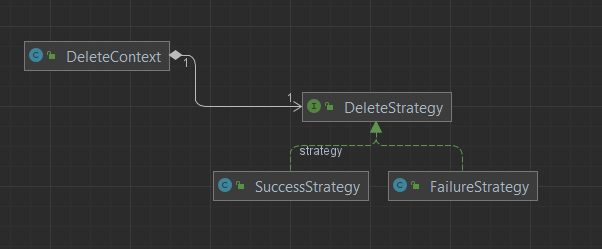 C DeleteContext
1
1
I DeleteStrategy
strategy
C SuccessStrategy
C FailureStrategy